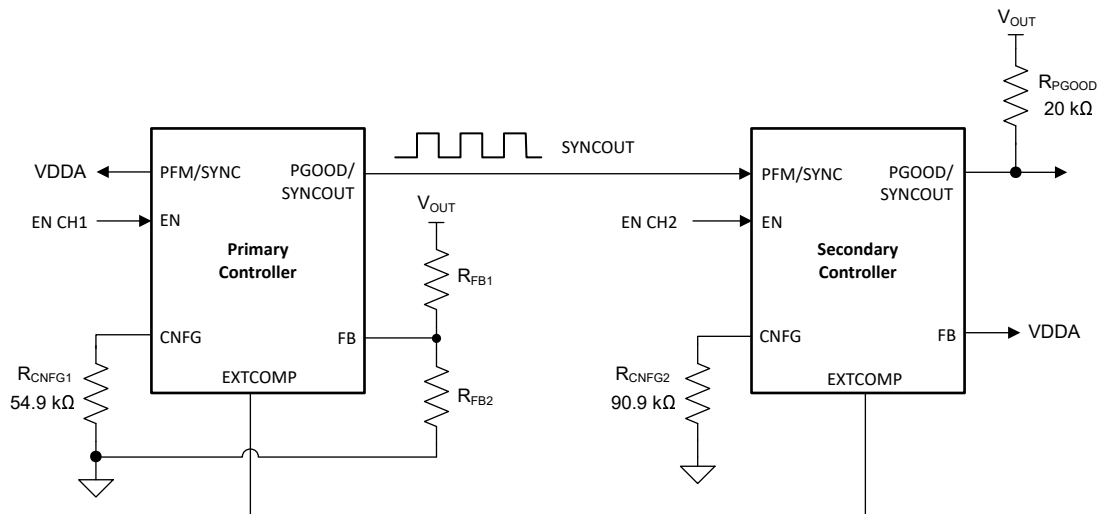 VOUT
RPGOOD
20 kΩ
SYNCOUT
VDDA
PFM/SYNC
PGOOD/
SYNCOUT
PFM/SYNC
PGOOD/
SYNCOUT
EN CH1
EN
VOUT
EN CH2
EN
Primary
Controller
RFB1
Secondary
Controller
CNFG
FB
CNFG
FB
VDDA
RCNFG1
54.9 kΩ
EXTCOMP
RFB2
RCNFG2
90.9 kΩ
EXTCOMP